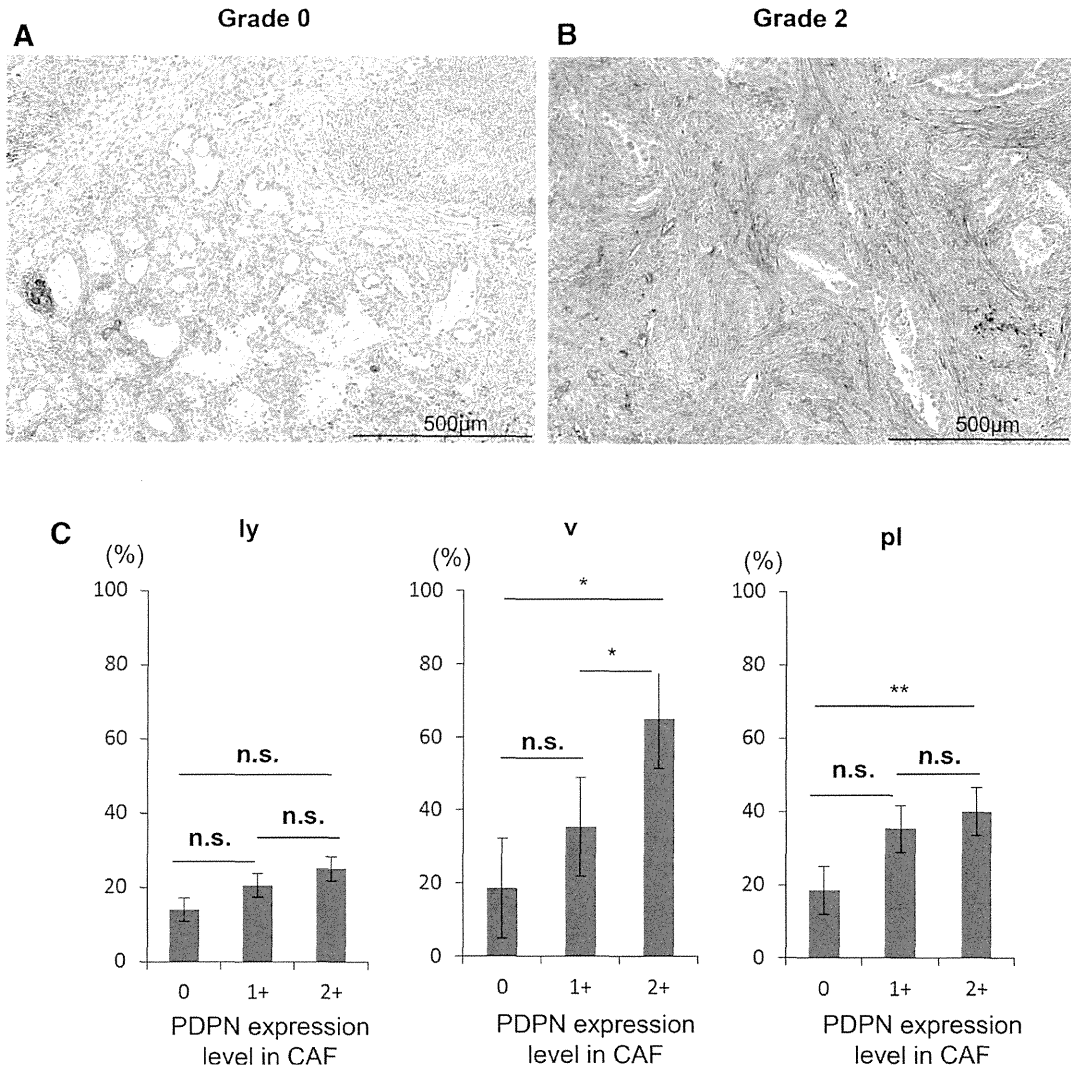 Grade 0
Grade 2
A
B
500µm
500µm
C
ly
(%)
100
80
60
40
20
0
n.s.
n.s.
n.s.
0 1+ 2+
PDPN expression
level in CAF
v
(%)
100
80
60
40
20
0
*
*
n.s.
0 1+ 2+
PDPN expression
level in CAF
pl
(%)
100
80
60
40
20
0
**
n.s.
n.s.
0 1+ 2+
PDPN expression
level in CAF